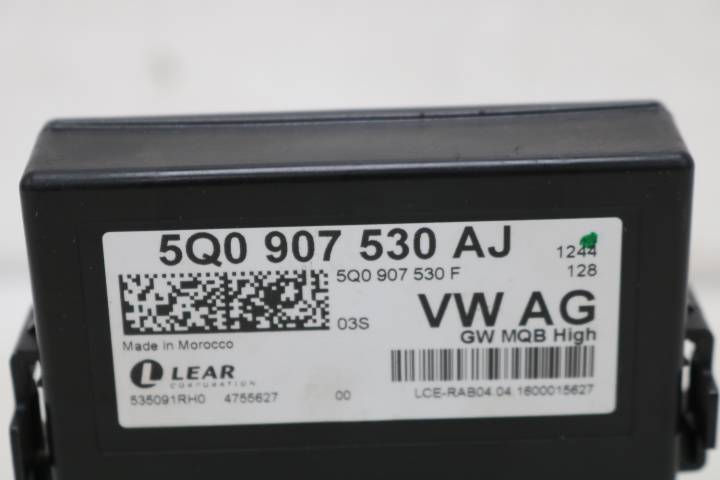 5Q0 907 530 AJ
1244
5Q0 907 530 F
128
03S
VW AG
GW MQB High
Made in Morocco
LEAR
CORPORATION
535091RH0 4755627 00
LCE-RAB04.04.1600015627